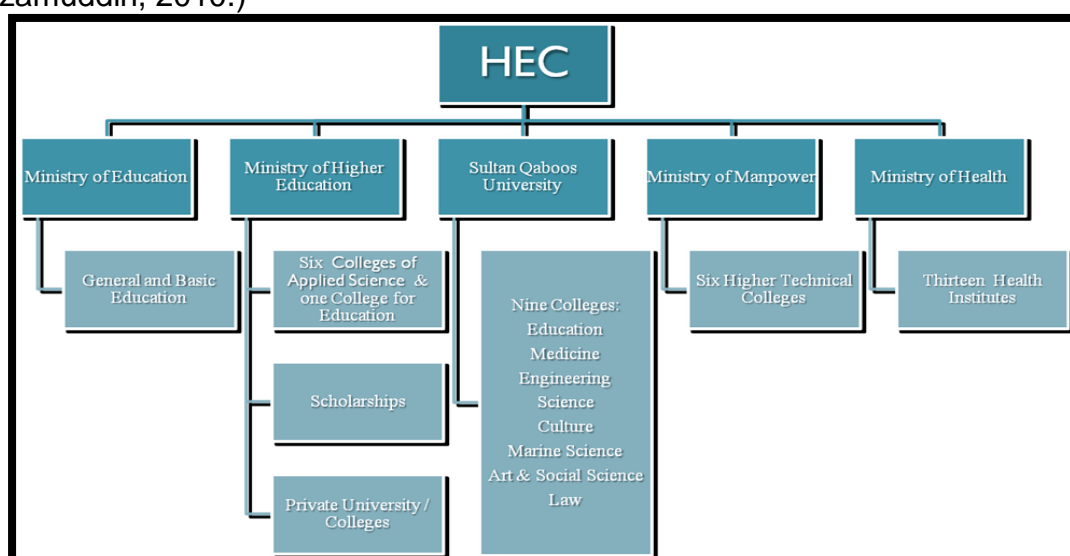 zamuddin, 2010.)
HEC
Ministry of Education
Ministry of Higher
Education
Sultan Qaboos
University
Ministry of Manpower
Ministry of Health
General and Basic
Education
Six Colleges of
Applied Science &
one College for
Education
Scholarships
Private University /
Colleges
Nine Colleges:
Education
Medicine
Engineering
Science
Culture
Marine Science
Art & Social Science
Law
Six Higher Technical
Colleges
Thirteen Health
Institutes